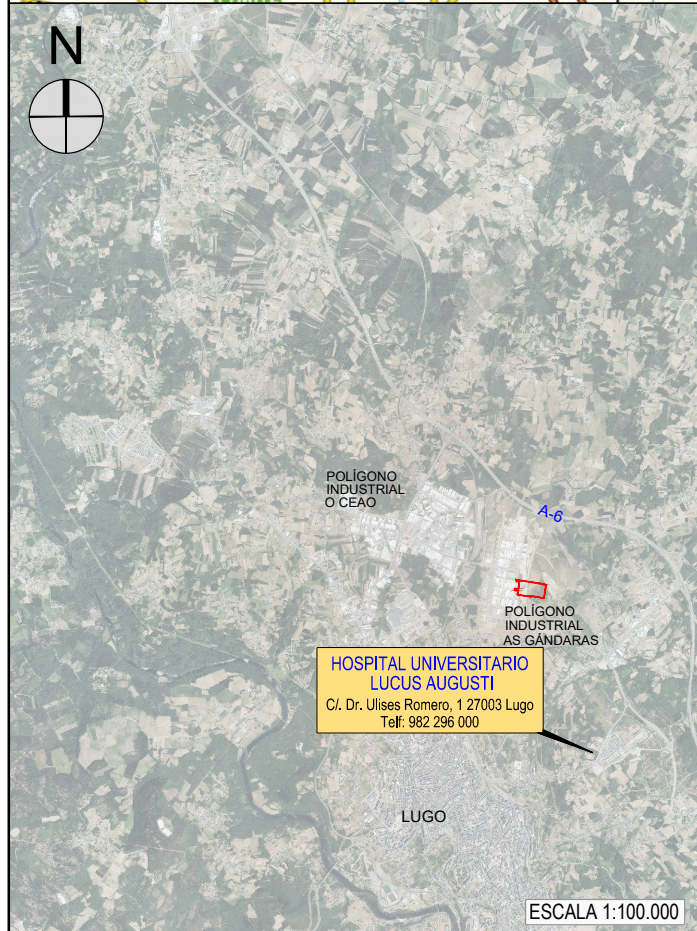 N
POLÍGONO
INDUSTRIAL
O CEAO
A-6
POLÍGONO
INDUSTRIAL
AS GÁNDARAS
HOSPITAL UNIVERSITARIO
LUCUS AUGUSTI
C/. Dr. Ulises Romero, 1 27003 Lugo
Telf: 982 296 000
LUGO
ESCALA 1:100.000